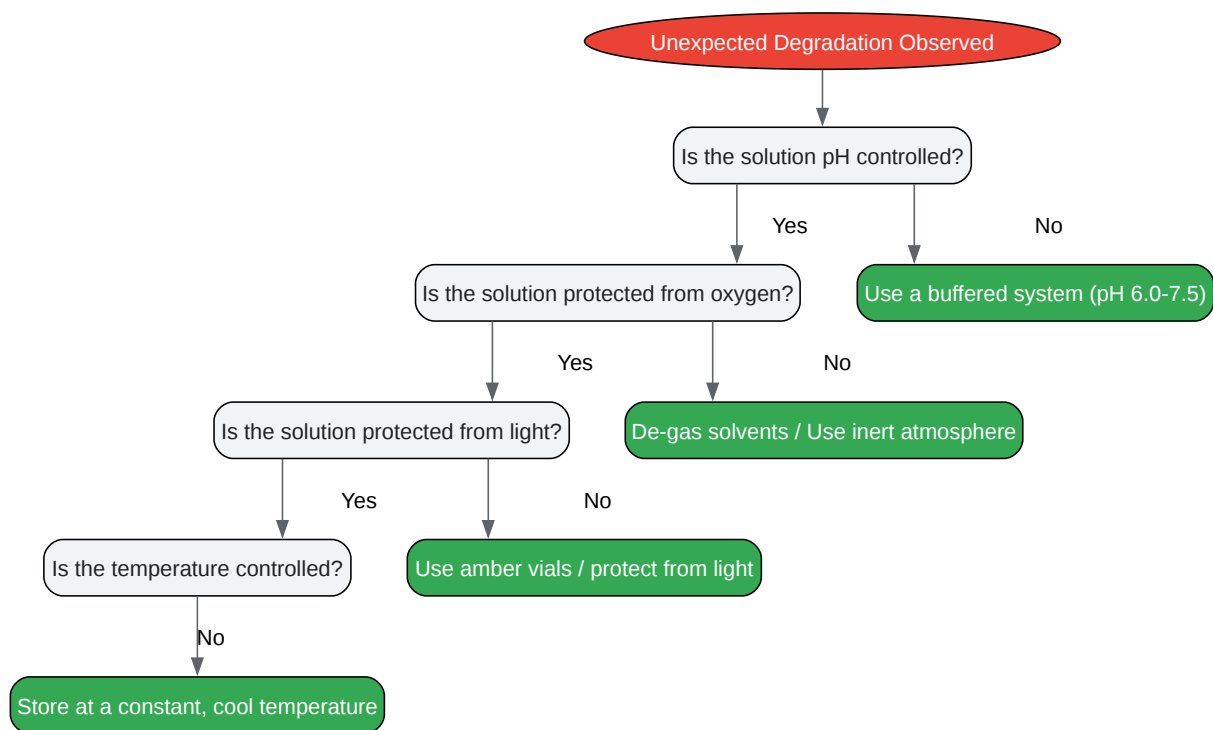 Unexpected Degradation Observed
Is the solution pH controlled?
Yes
No
Is the solution protected from oxygen?
Use a buffered system (pH 6.0-7.5)
Yes
No
Is the solution protected from light?
De-gas solvents / Use inert atmosphere
Yes
No
Is the temperature controlled?
Use amber vials / protect from light
No
Store at a constant, cool temperature